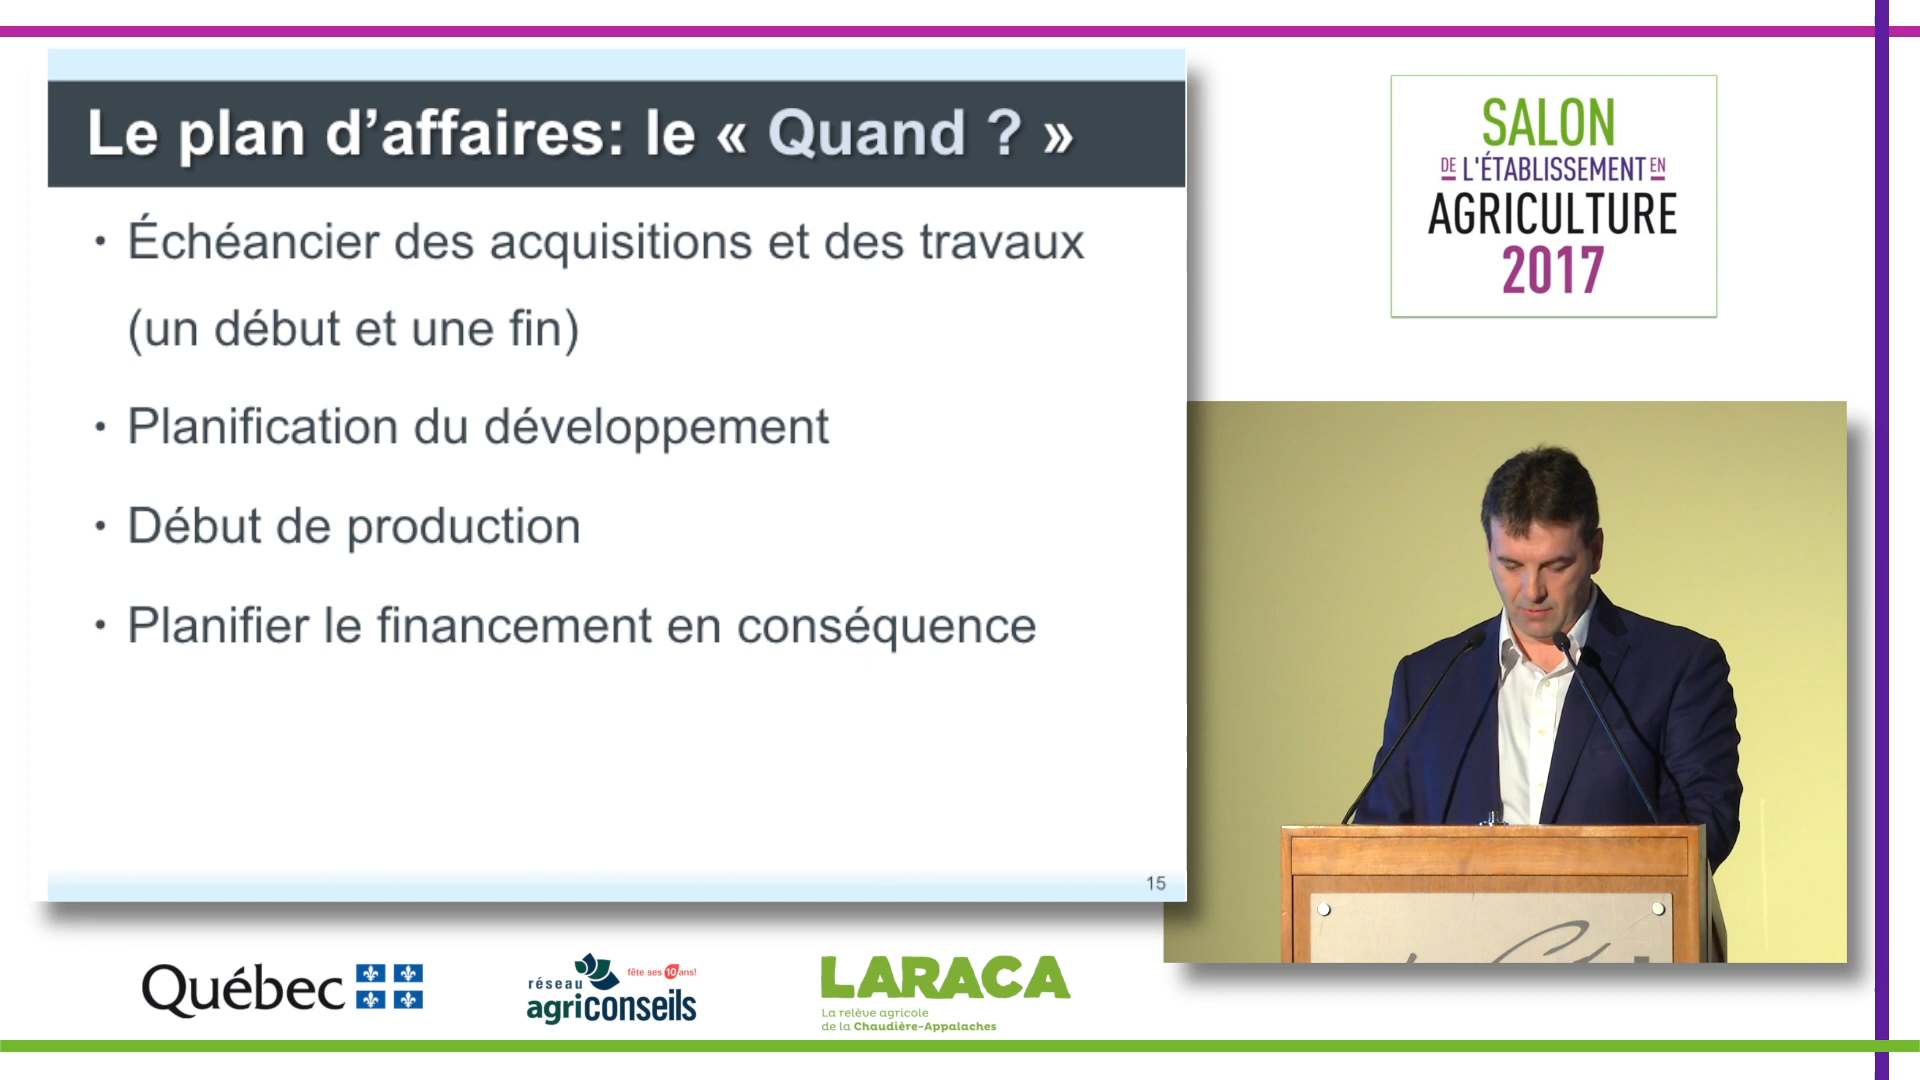 Le plan d’affaires: le « Quand ? »
• Échéancier des acquisitions et des travaux
(un début et une fin)
• Planification du développement
• Début de production
• Planifier le financement en conséquence
15
SALON
DE L'ÉTABLISSEMENT EN
AGRICULTURE
2017
Québec
réseau
agriconseils
fête ses 10 ans!
LARACA
La relève agricole
de la Chaudière-Appalaches